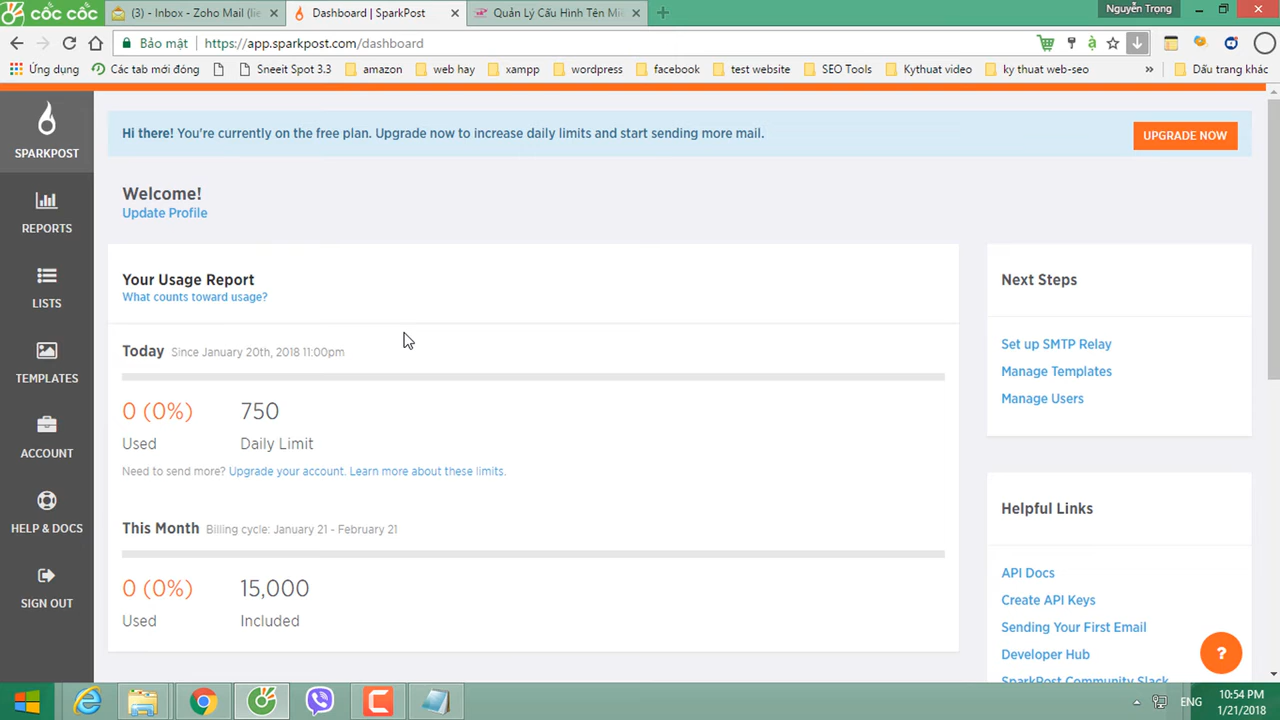 CỐC CỐC
(3) - Inbox - Zoho Mail (lie
Dashboard | SparkPost
Quản Lý Cấu Hình Tên Miề
Nguyễn Trong
Bảo mật
https://app.sparkpost.com/dashboard
Ứng dụng
Các tab mới đóng
Sneeit Spot 3.3
amazon
web hay
xampp
wordpress
facebook
test website
SEO Tools
Kythuat video
ky thuat web-seo
»
Dấu trang khác
SPARKPOST
REPORTS
LISTS
TEMPLATES
ACCOUNT
HELP & DOCS
SIGN OUT
Hi there! You're currently on the free plan. Upgrade now to increase daily limits and start sending more mail.
UPGRADE NOW
Welcome!
Update Profile
Your Usage Report
What counts toward usage?
Today Since January 20th, 2018 11:00pm
0 (0%) 750
Used Daily Limit
Need to send more? Upgrade your account. Learn more about these limits.
This Month Billing cycle: January 21 - February 21
0 (0%) 15,000
Used Included
Next Steps
Set up SMTP Relay
Manage Templates
Manage Users
Helpful Links
API Docs
Create API Keys
Sending Your First Email
Developer Hub
SparkPost Community Slack
?
ENG
10:54 PM
1/21/2018